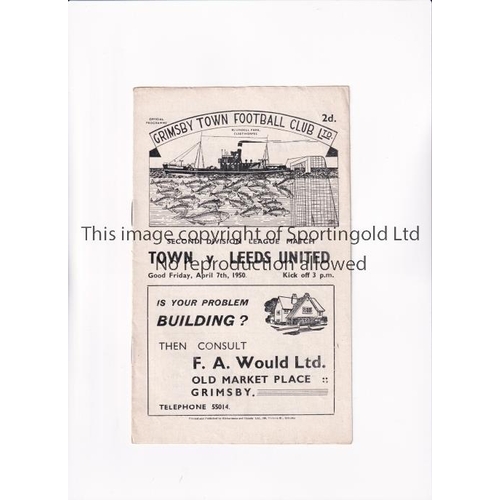 OFFICIAL
PROGRAMME
2d.
GRIMSBY TOWN FOOTBALL CLUB LTD.
BLUNDELL PARK,
CLEETHORPES
This image copyright of Sportingold Ltd
SECOND DIVISION LEAGUE MATCH
TOWN v. LEEDS UNITED
No reproduction allowed
Good Friday, April 7th, 1950. Kick off 3 p.m.
IS YOUR PROBLEM
BUILDING?
THEN CONSULT
F. A. Would Ltd.
OLD MARKET PLACE ::
GRIMSBY.
TELEPHONE 55014.